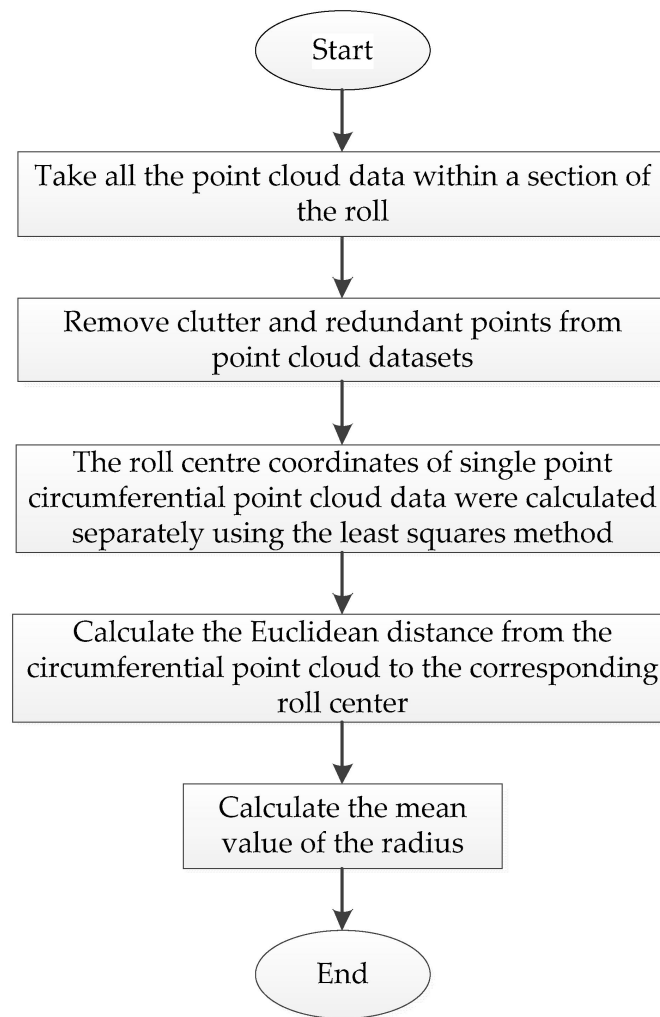 Start
Take all the point cloud data within a section of
the roll
Remove clutter and redundant points from
point cloud datasets
The roll centre coordinates of single point
circumferential point cloud data were calculated
separately using the least squares method
Calculate the Euclidean distance from the
circumferential point cloud to the corresponding
roll center
Calculate the mean
value of the radius
End